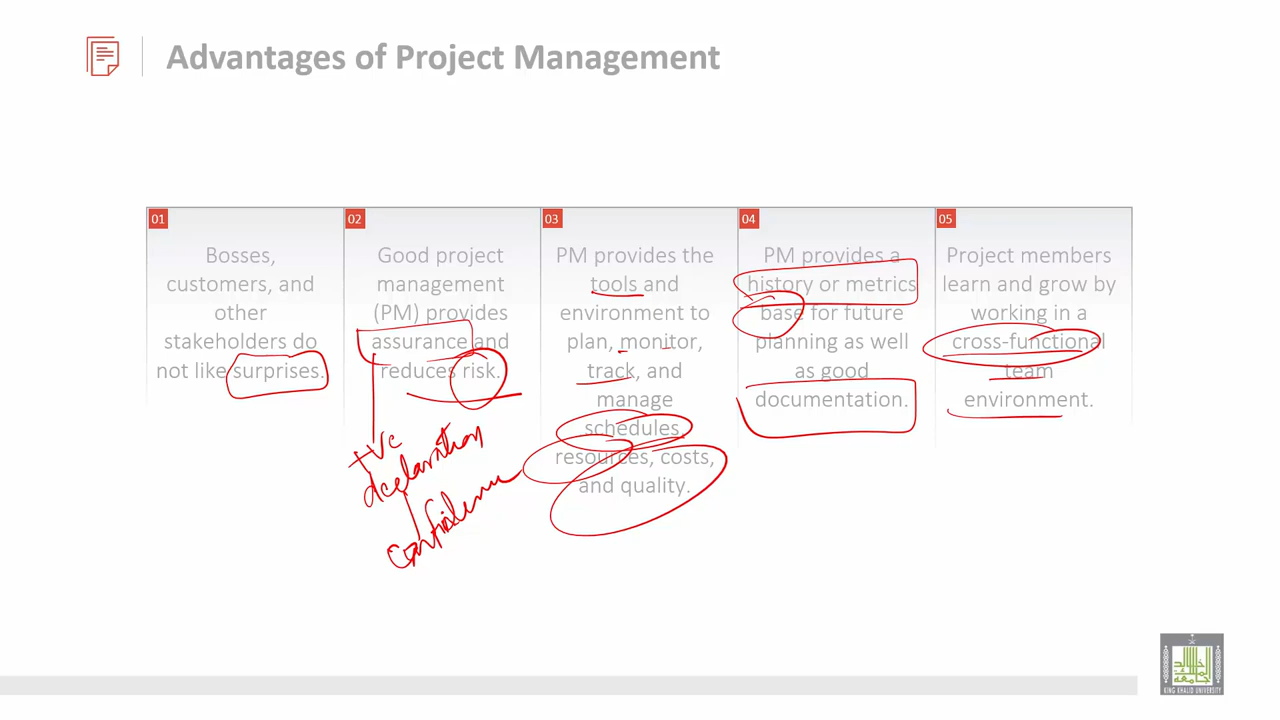 Advantages of Project Management
01
Bosses,
customers, and
other
stakeholders do
not like surprises.
02
Good project
management
(PM) provides
assurance and
reduces risk.
+ve
03
PM provides the
tools and
environment to
plan, monitor,
track, and
manage
schedules,
resources, costs,
and quality.
04
PM provides a
history or metrics
base for future
planning as well
as good
documentation.
05
Project members
learn and grow by
working in a
cross-functional
team
environment.
KING KHALID UNIVERSITY